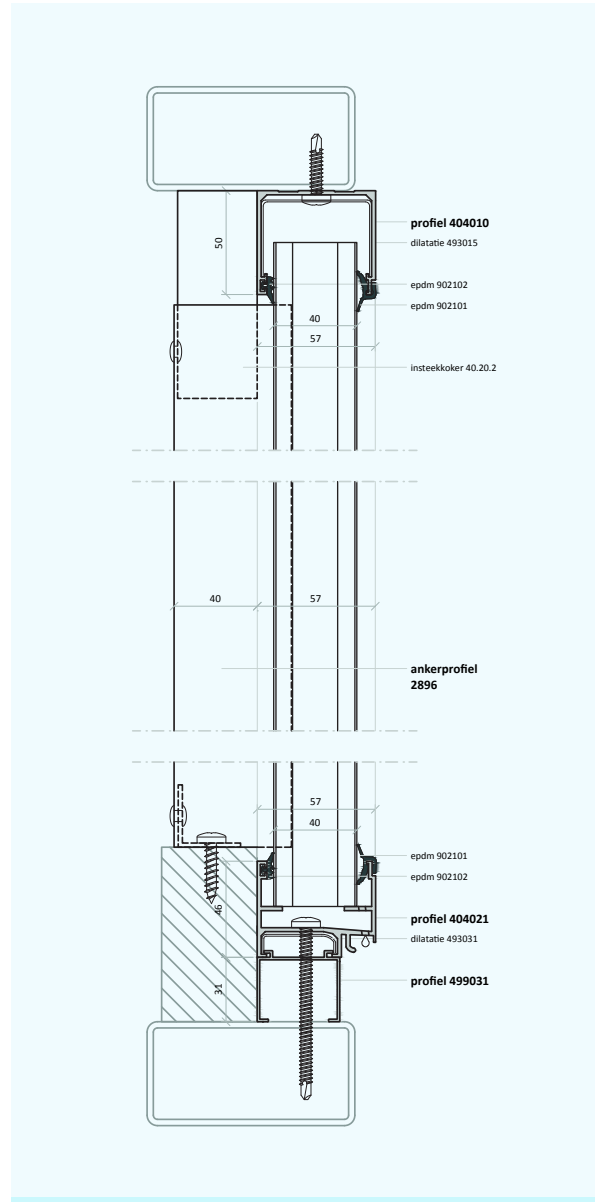 50
profiel 404010
dilatatie 493015
epdm 902102
epdm 902101
40
57
insteekkoker 40.20.2
40
57
ankerprofiel
2896
57
40
epdm 902101
epdm 902102
46
profiel 404021
dilatatie 493031
31
profiel 499031